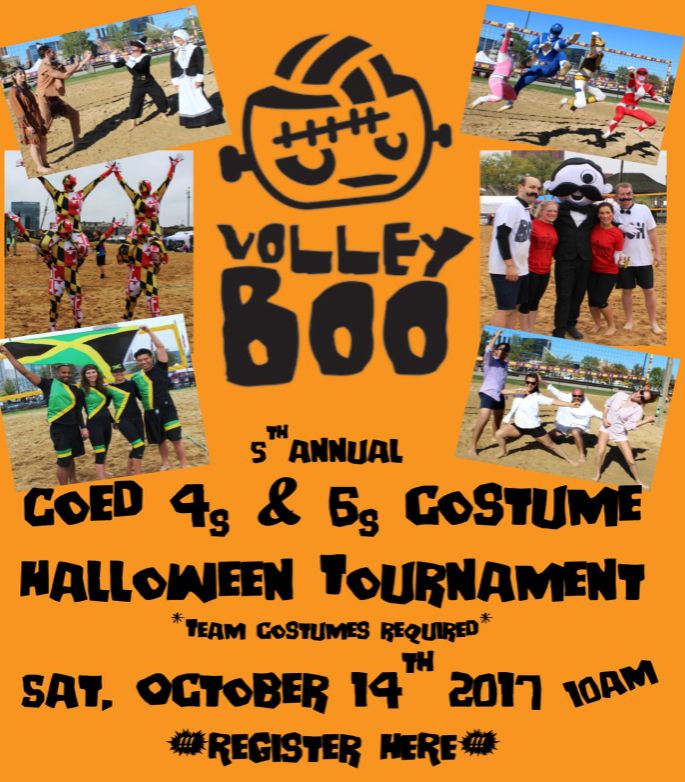 VOLLEY
BOO
5TH ANNUAL
COED 4s & 6s COSTUME
HALLOWEEN TOURNAMENT
*TEAM COSTUMES REQUIRED*
SAT. OCTOBER 14TH 2017 10AM
REGISTER HERE